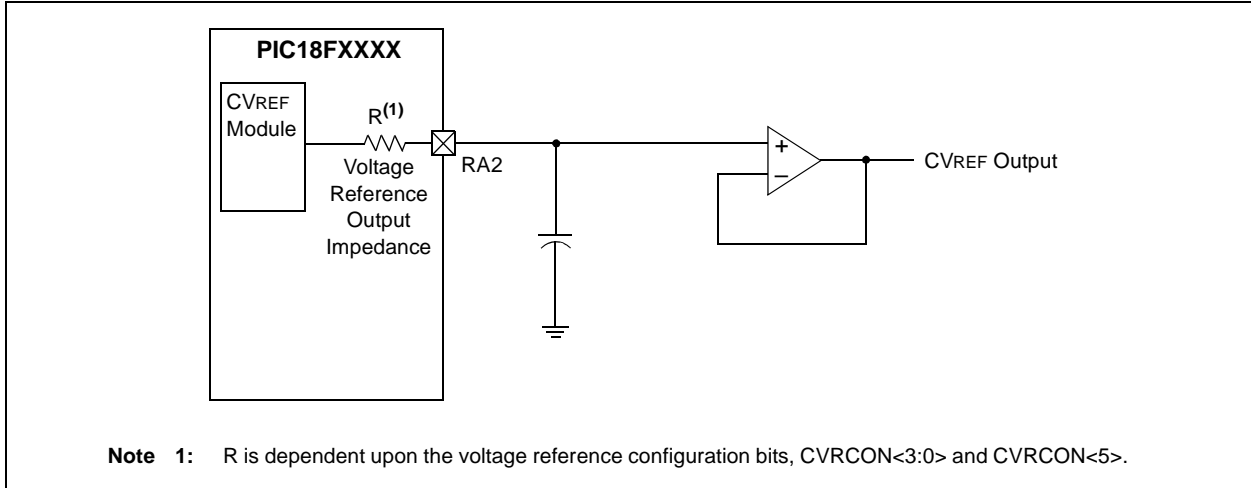 PIC18FXXXX
CVREF
Module
R(1)
Voltage
Reference
Output
Impedance
RA2
+
–
CVREF Output
Note 1: R is dependent upon the voltage reference configuration bits, CVRCON<3:0> and CVRCON<5>.